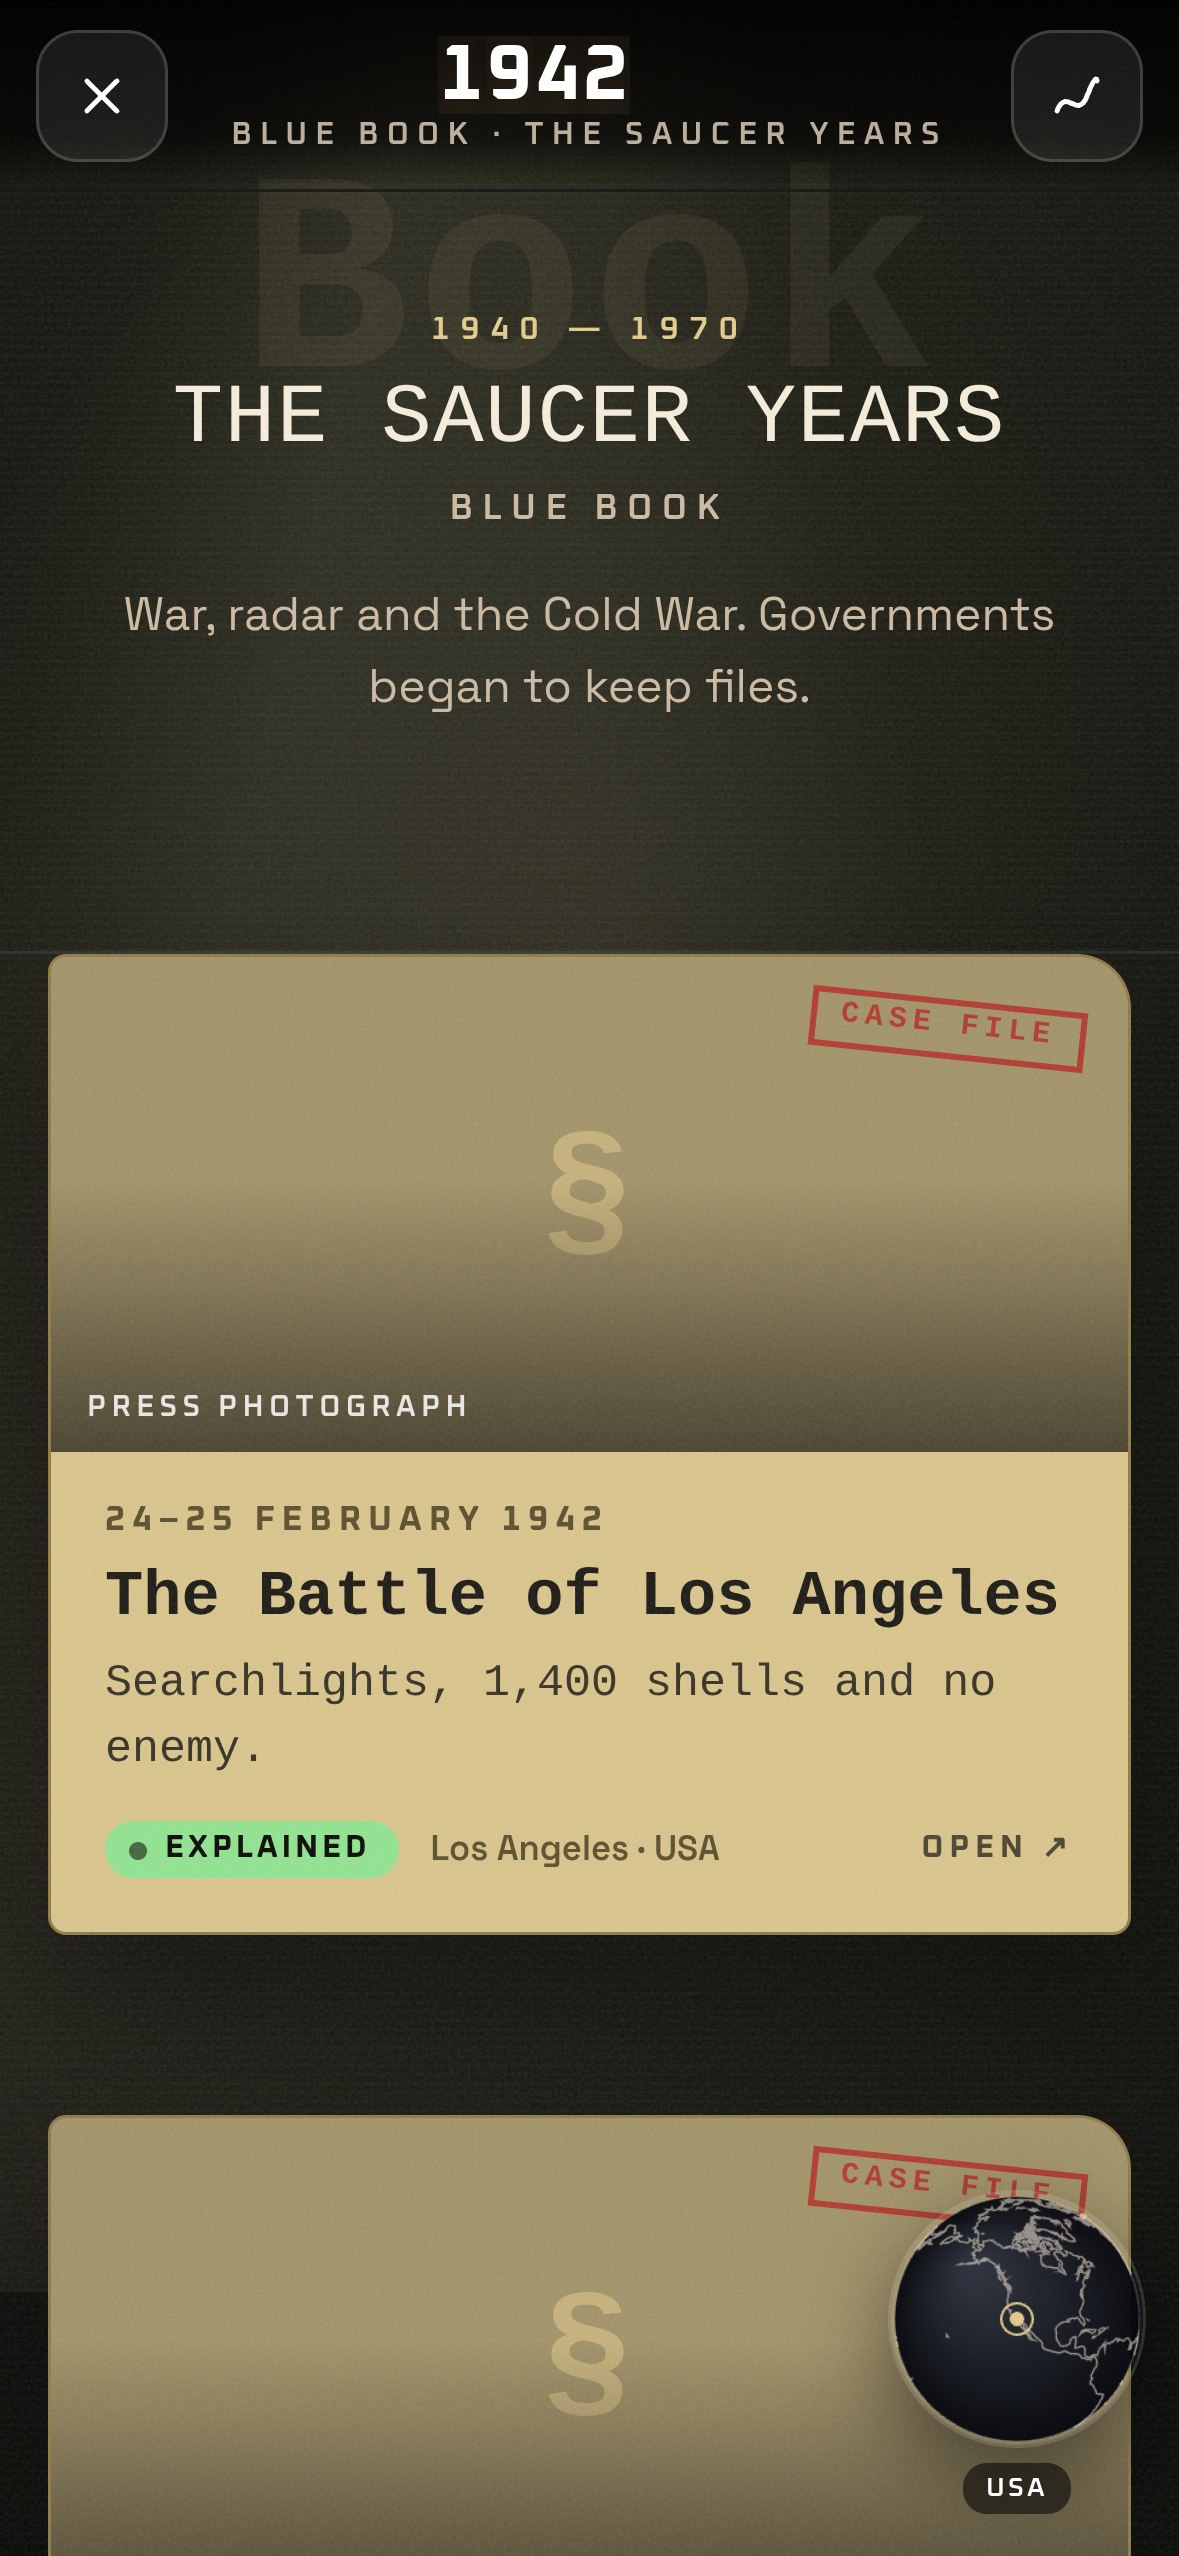 1942
BLUE BOOK · THE SAUCER YEARS
Book
1940 — 1970
THE SAUCER YEARS
BLUE BOOK
War, radar and the Cold War. Governments
began to keep files.
CASE FILE
§
PRESS PHOTOGRAPH
24–25 FEBRUARY 1942
The Battle of Los Angeles
Searchlights, 1,400 shells and no
enemy.
EXPLAINED Los Angeles · USA OPEN ↗
CASE FILE
§
USA